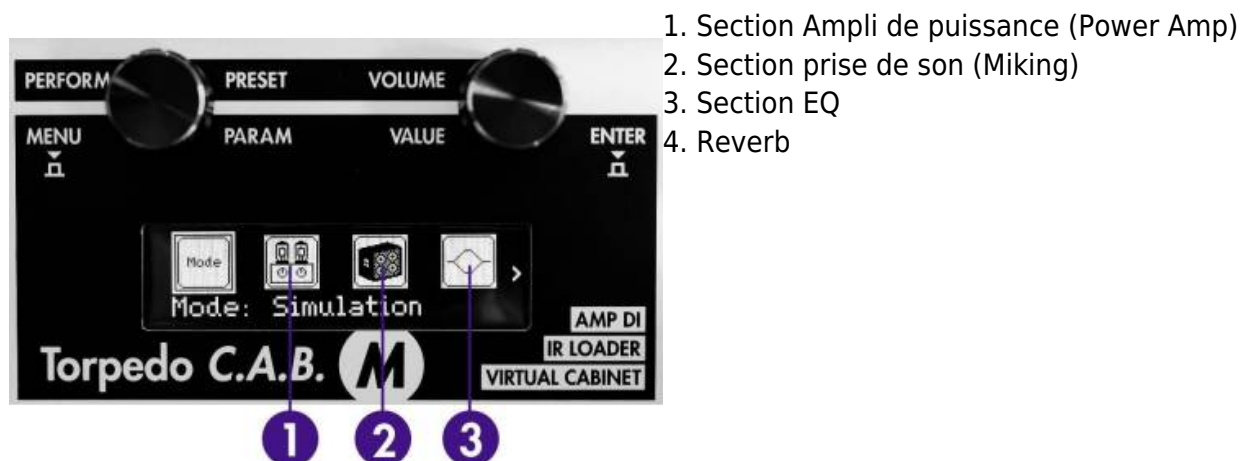 1. Section Ampli de puissance (Power Amp)
2. Section prise de son (Miking)
3. Section EQ
4. Reverb
PERFORM PRESET VOLUME
MENU PARAM VALUE ENTER
Mode >
Mode: Simulation
AMP DI
IR LOADER
VIRTUAL CABINET
Torpedo C.A.B. M
1 2 3